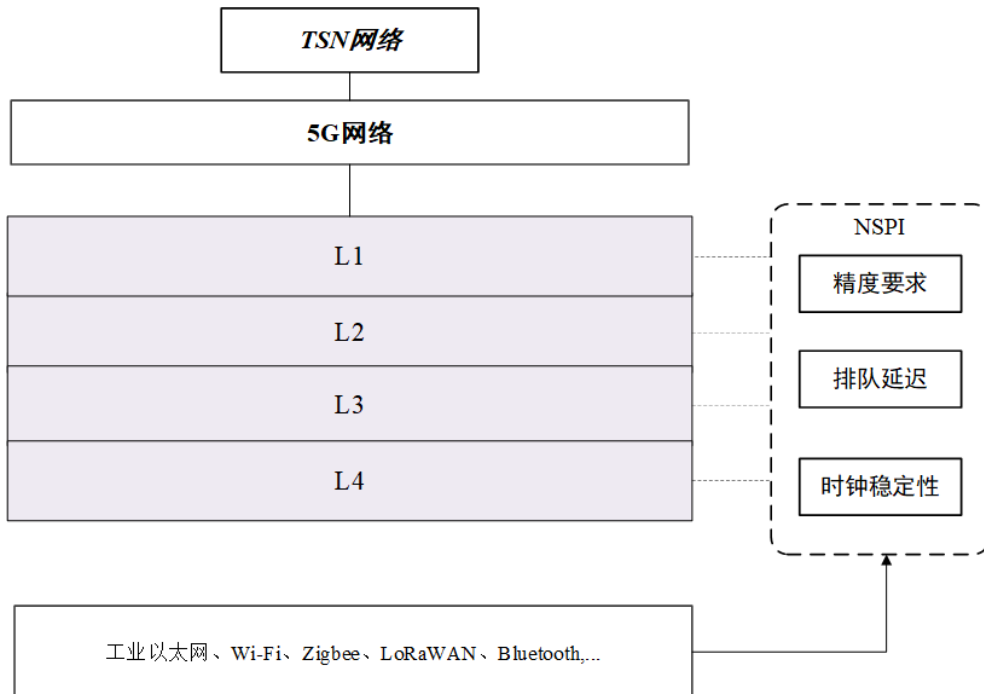 TSN网络
5G网络
L1
L2
L3
L4
NSPI
精度要求
排队延迟
时钟稳定性
工业以太网、Wi-Fi、Zigbee、LoRaWAN、Bluetooth,...